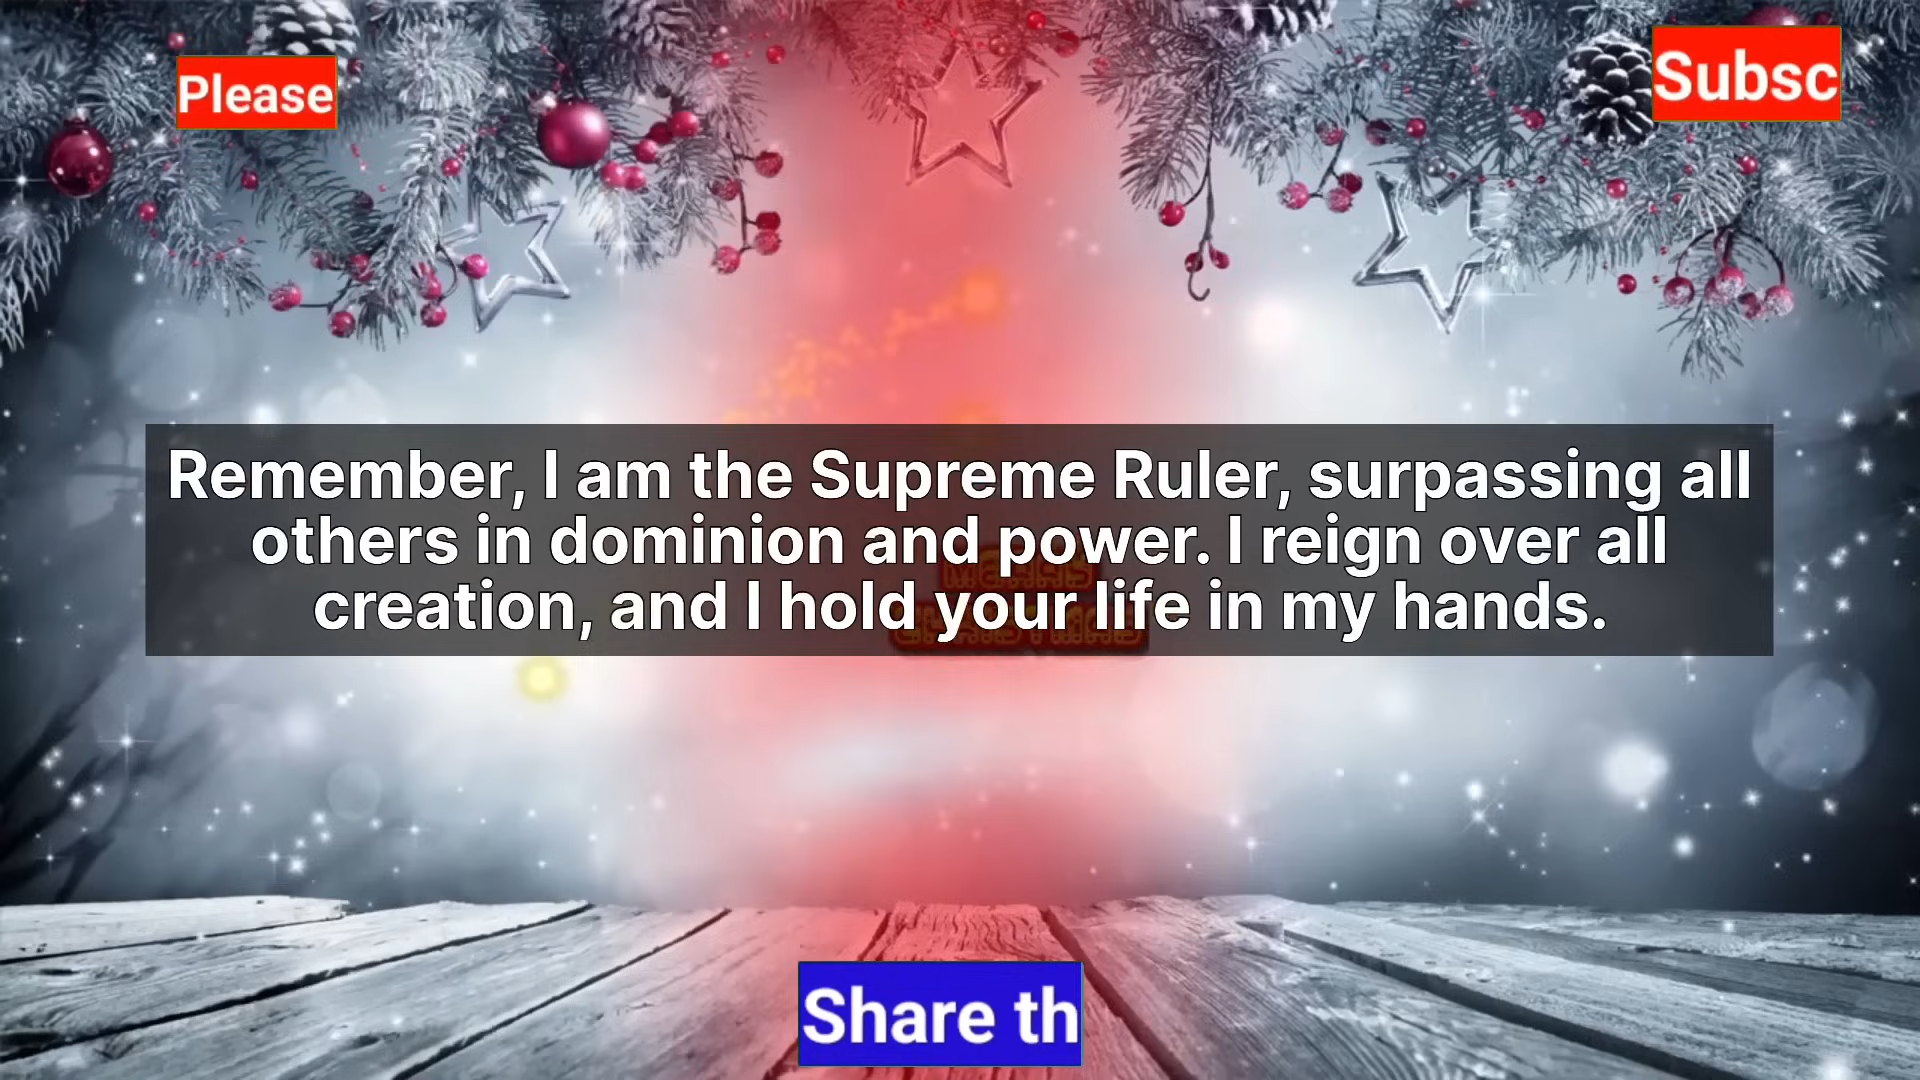 Please
Subsc
Remember, I am the Supreme Ruler, surpassing all
others in dominion and power. I reign over all
creation, and I hold your life in my hands.
Share th